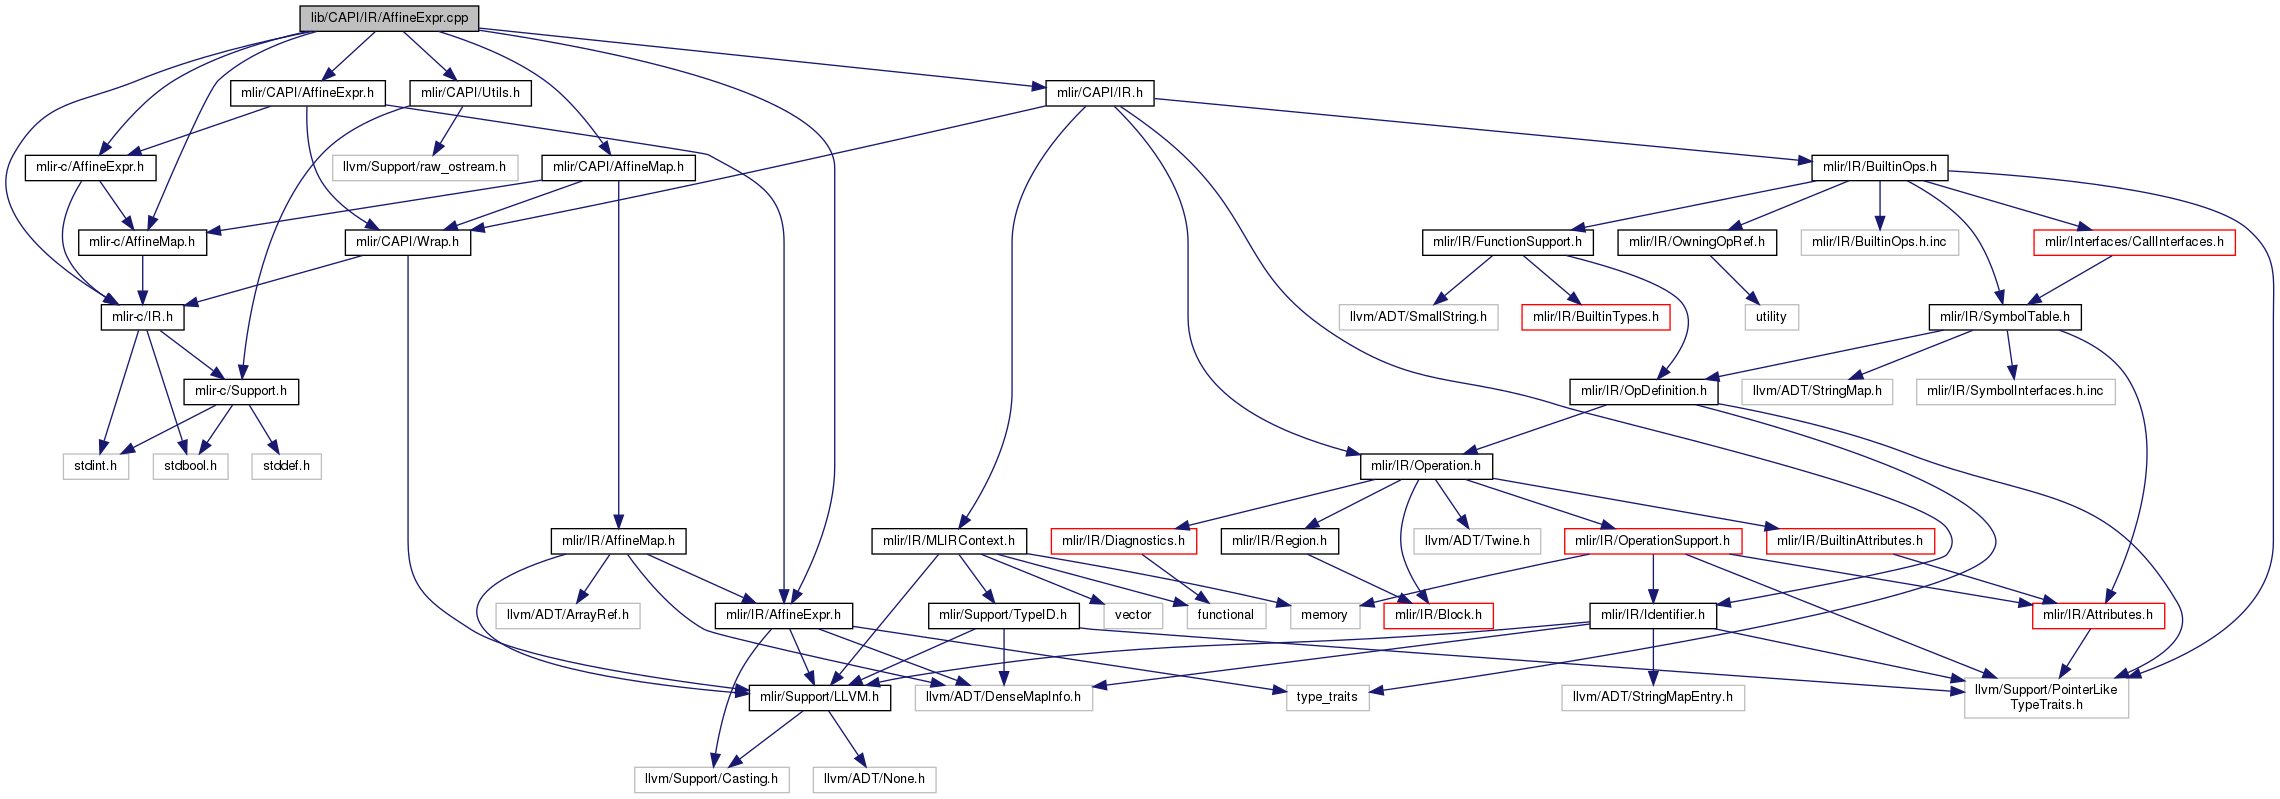 lib/CAPI/IR/AffineExpr.cpp
mlir/CAPI/AffineExpr.h
mlir/CAPI/Utils.h
mlir/CAPI/IR.h
mlir-c/AffineExpr.h
llvm/Support/raw_ostream.h
mlir/CAPI/AffineMap.h
mlir/IR/BuiltinOps.h
mlir-c/AffineMap.h
mlir/CAPI/Wrap.h
mlir/IR/FunctionSupport.h
mlir/IR/OwningOpRef.h
mlir/IR/BuiltinOps.h.inc
mlir/Interfaces/CallInterfaces.h
mlir-c/IR.h
llvm/ADT/SmallString.h
mlir/IR/BuiltinTypes.h
utility
mlir/IR/SymbolTable.h
mlir-c/Support.h
mlir/IR/OpDefinition.h
llvm/ADT/StringMap.h
mlir/IR/SymbolInterfaces.h.inc
stdint.h
stdbool.h
stddef.h
mlir/IR/Operation.h
mlir/IR/AffineMap.h
mlir/IR/MLIRContext.h
mlir/IR/Diagnostics.h
mlir/IR/Region.h
llvm/ADT/Twine.h
mlir/IR/OperationSupport.h
mlir/IR/BuiltinAttributes.h
llvm/ADT/ArrayRef.h
mlir/IR/AffineExpr.h
mlir/Support/TypeID.h
vector
functional
memory
mlir/IR/Block.h
mlir/IR/Identifier.h
mlir/IR/Attributes.h
mlir/Support/LLVM.h
llvm/ADT/DenseMapInfo.h
type_traits
llvm/ADT/StringMapEntry.h
llvm/Support/PointerLike
TypeTraits.h
llvm/Support/Casting.h
llvm/ADT/None.h